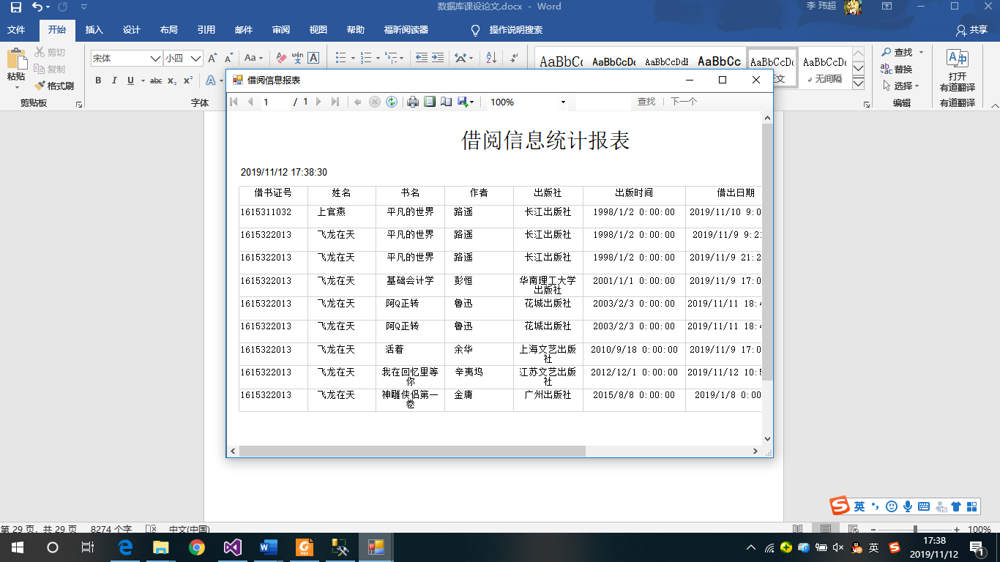 数据库课设论文.docx - Word
李 玮超
文件 开始 插入 设计 布局 引用 邮件 审阅 视图 帮助 福昕阅读器 操作说明搜索 共享
粘贴 剪切 复制 格式刷
剪贴板
宋体 小四
Aa
wén
文
B I U abc x₂ x²
字体
AaBbCc AaBbCcDc AaBbCcDdI AaBbCc AaBbCcDc AaBbCcDc
文 无间隔
查找 替换 选择
编辑
打开
有道翻译
有道翻译
借阅信息报表
1 / 1 100% 查找 | 下一个
借阅信息统计报表
2019/11/12 17:38:30
借书证号 姓名 书名 作者 出版社 出版时间 借出日期
1615311032 上官燕 平凡的世界 路遥 长江出版社 1998/1/2 0:00:00 2019/11/10 9:0
1615322013 飞龙在天 平凡的世界 路遥 长江出版社 1998/1/2 0:00:00 2019/11/9 9:21
1615322013 飞龙在天 平凡的世界 路遥 长江出版社 1998/1/2 0:00:00 2019/11/9 21:2
1615322013 飞龙在天 基础会计学 彭恒 华南理工大学
出版社 2001/1/1 0:00:00 2019/11/9 17:0
1615322013 飞龙在天 阿Q正转 鲁迅 花城出版社 2003/2/3 0:00:00 2019/11/11 18:4
1615322013 飞龙在天 阿Q正转 鲁迅 花城出版社 2003/2/3 0:00:00 2019/11/11 18:4
1615322013 飞龙在天 活着 余华 上海文艺出版
社 2010/9/18 0:00:00 2019/11/9 17:0
1615322013 飞龙在天 我在回忆里等
你 辛夷坞 江苏文艺出版
社 2012/12/1 0:00:00 2019/11/12 10:5
1615322013 飞龙在天 神雕侠侣第一
卷 金庸 广州出版社 2015/8/8 0:00:00 2019/1/8 0:00
英
第 29 页，共 29 页 8274 个字 中文(中国) 100%
英
17:38
2019/11/12
1